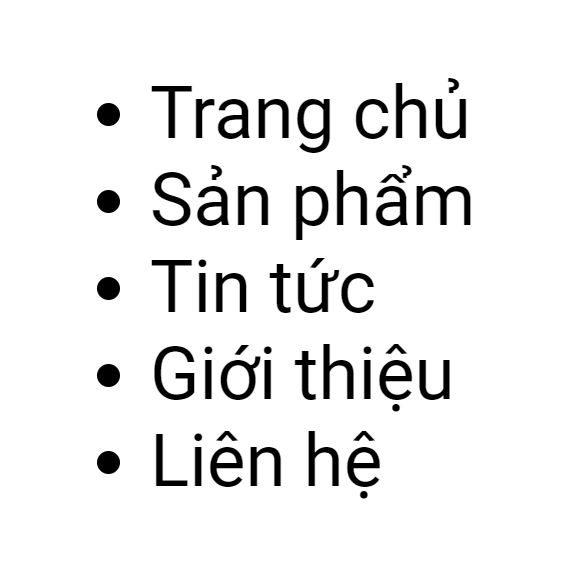 • Trang chủ
• Sản phẩm
• Tin tức
• Giới thiệu
• Liên hệ